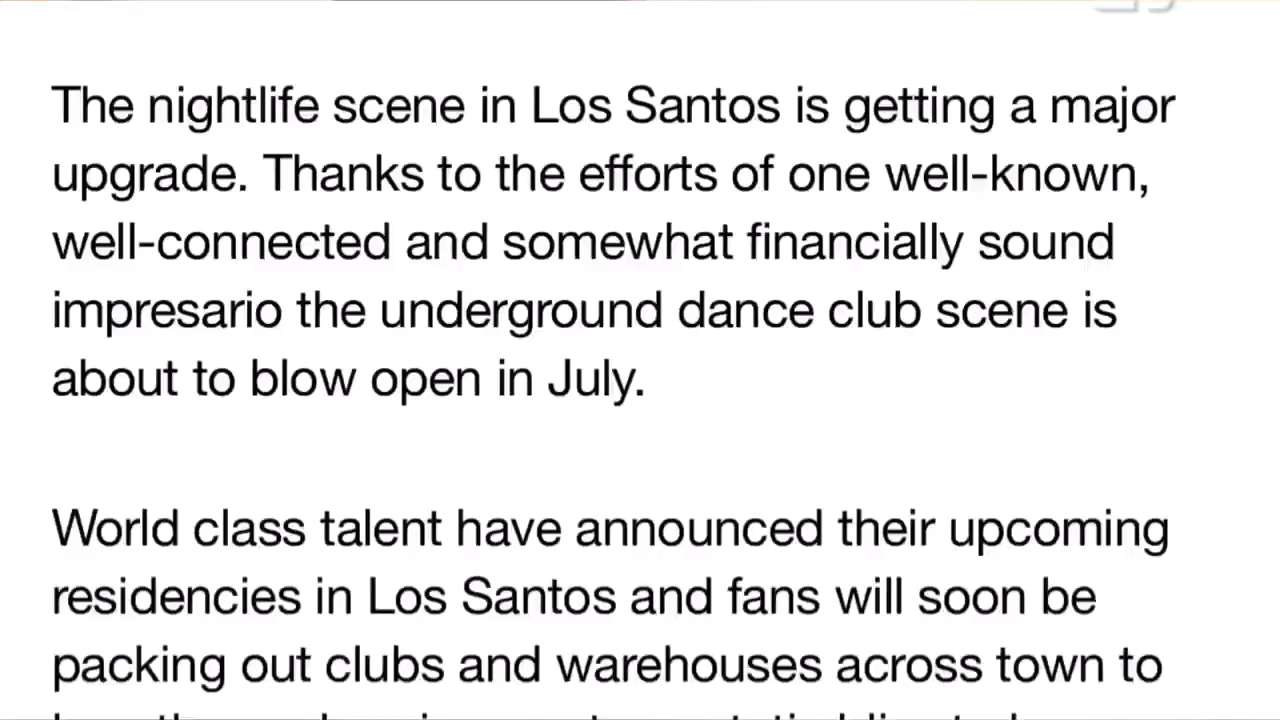 The nightlife scene in Los Santos is getting a major
upgrade. Thanks to the efforts of one well-known,
well-connected and somewhat financially sound
impresario the underground dance club scene is
about to blow open in July.
World class talent have announced their upcoming
residencies in Los Santos and fans will soon be
packing out clubs and warehouses across town to